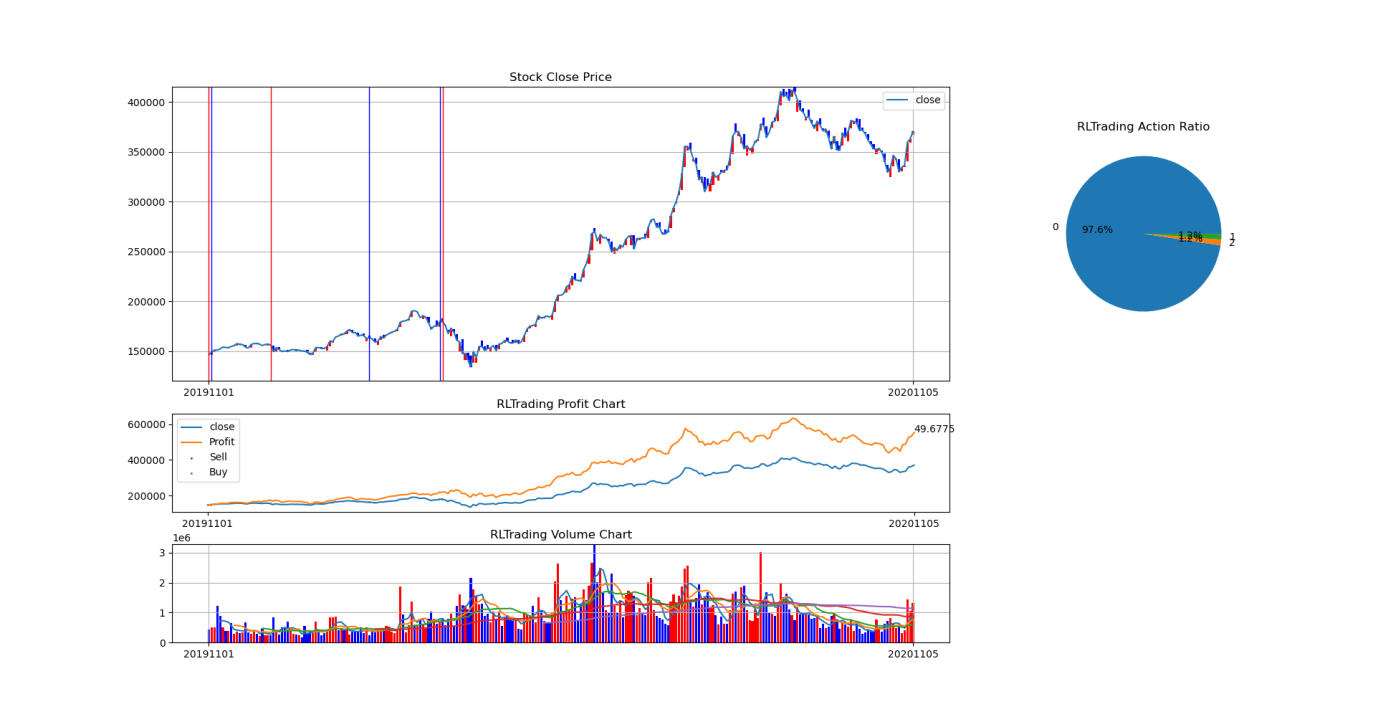 Stock Close Price
400000
350000
300000
250000
200000
150000
close
20191101
20201105
RLTrading Action Ratio
0
97.6%
1.2%
1.2%
1
2
RLTrading Profit Chart
600000
400000
200000
close
Profit
Sell
Buy
49.6775
20191101
20201105
RLTrading Volume Chart
1e6
3
2
1
0
20191101
20201105